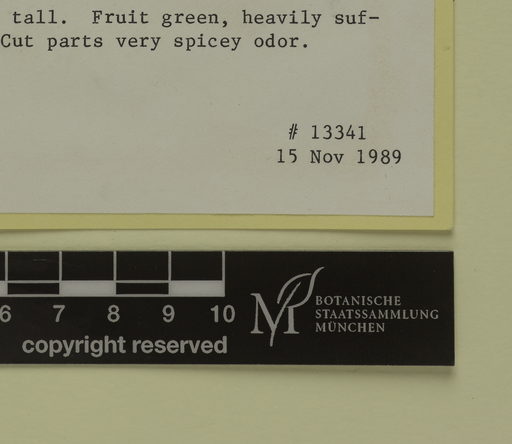 tall. Fruit green, heavily suf-
Cut parts very spicey odor.
# 13341
15 Nov 1989
6 7 8 9 10
copyright reserved
M
BOTANISCHE
STAATSSAMMLUNG
MÜNCHEN